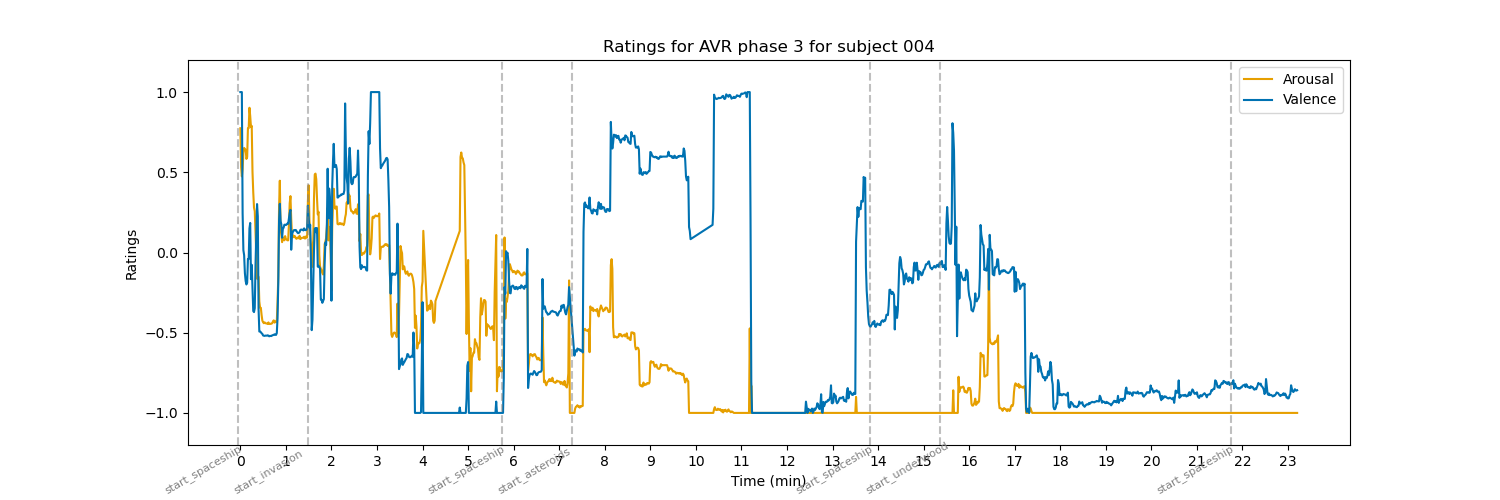 Ratings for AVR phase 3 for subject 004
Arousal
Valence
1.0
0.5
0.0
−0.5
−1.0
Ratings
0 1 2 3 4 5 6 7 8 9 10 11 12 13 14 15 16 17 18 19 20 21 22 23
start_spaceship
start_invasion
start_spaceship
start_asteroids
start_spaceship
start_underwood
start_spaceship
Time (min)